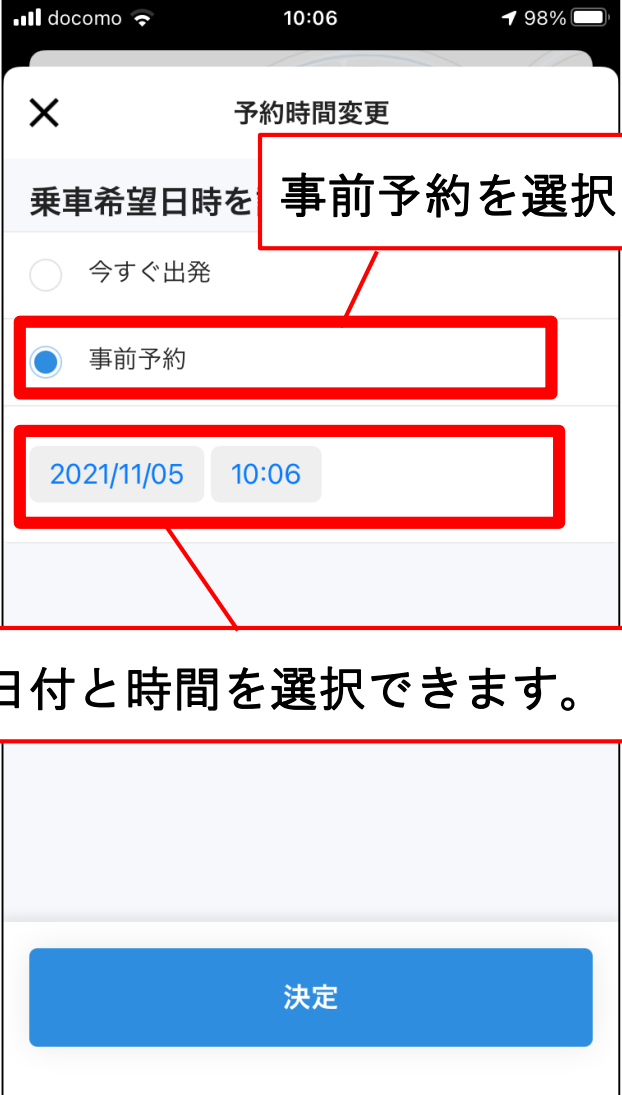 docomo 10:06 98%
予約時間変更
事前予約を選択
乗車希望日時を
今すぐ出発
事前予約
2021/11/05 10:06
日付と時間を選択できます。
決定